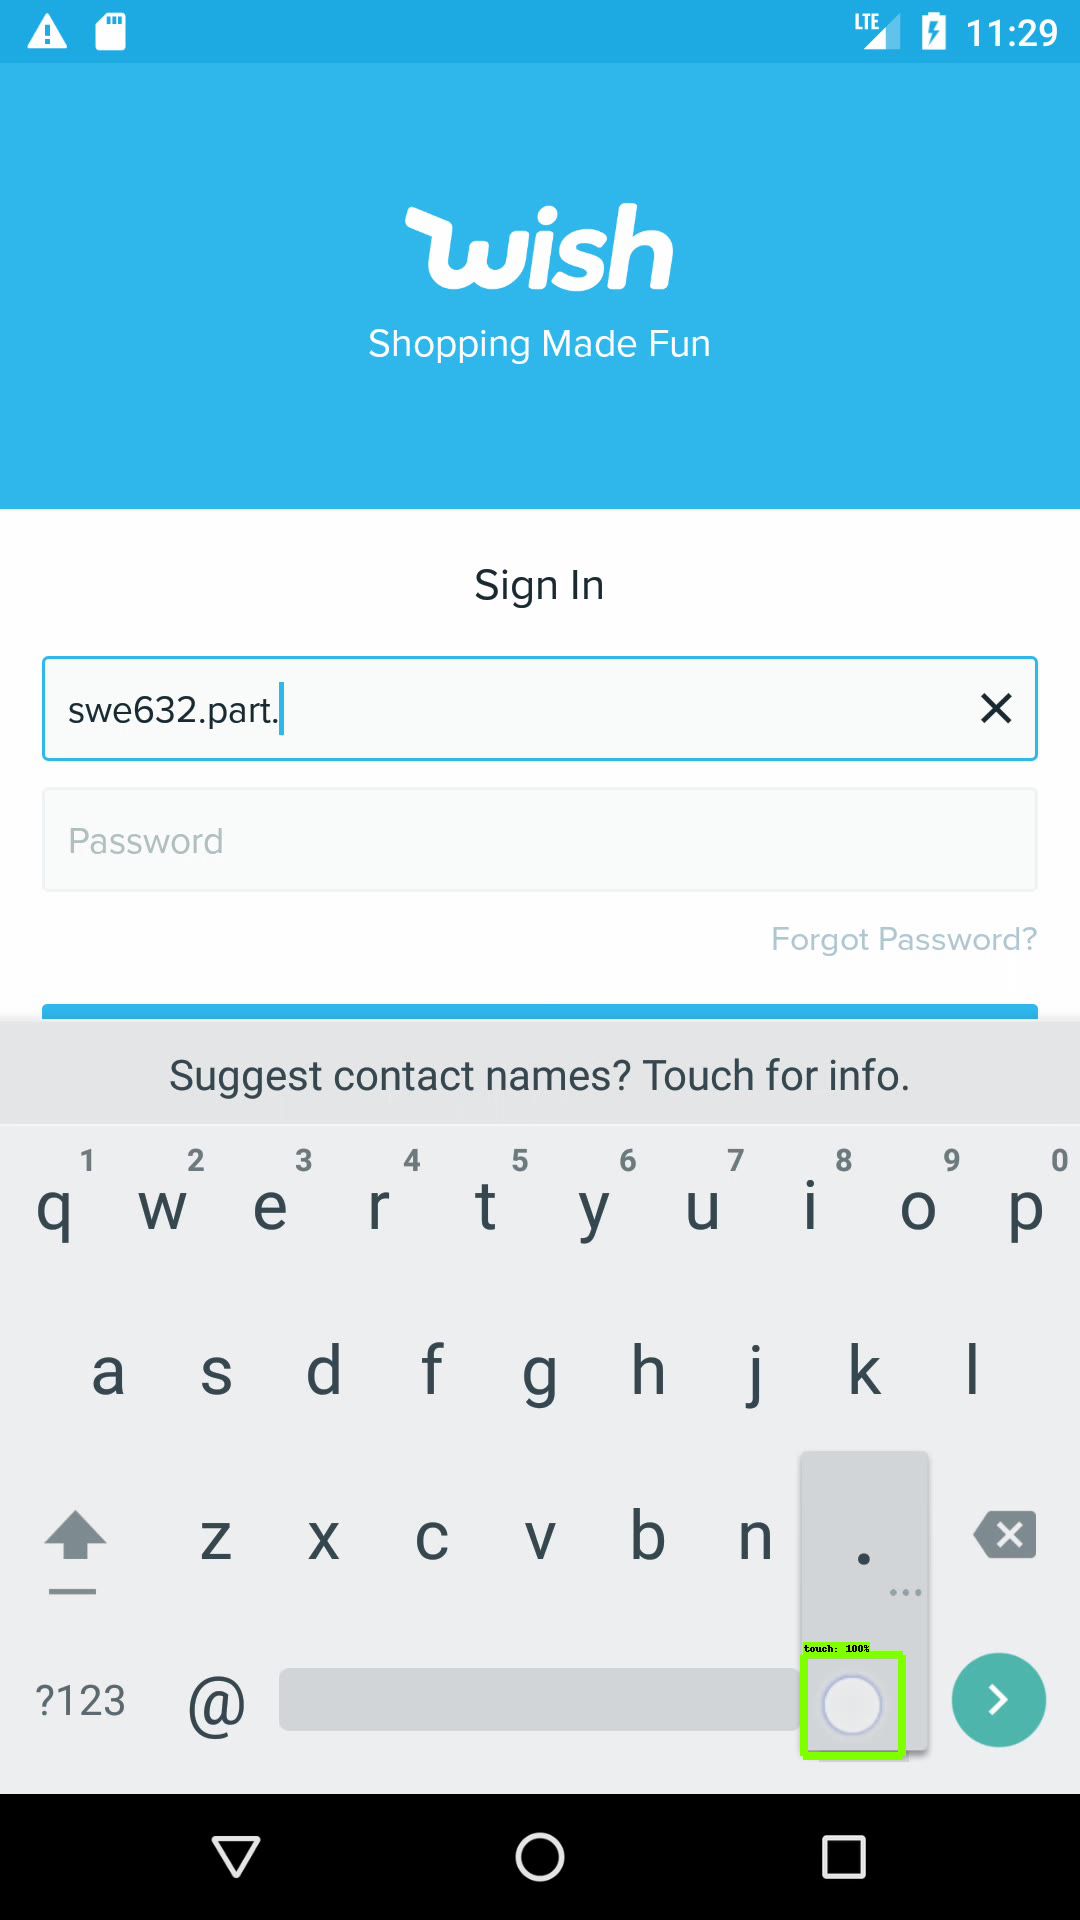 LTE 11:29
wish
Shopping Made Fun
Sign In
swe632.part.
Password
Forgot Password?
Suggest contact names? Touch for info.
1 2 3 4 5 6 7 8 9 0
q w e r t y u i o p
a s d f g h j k l
z x c v b n .
touch: 100%
?123 @